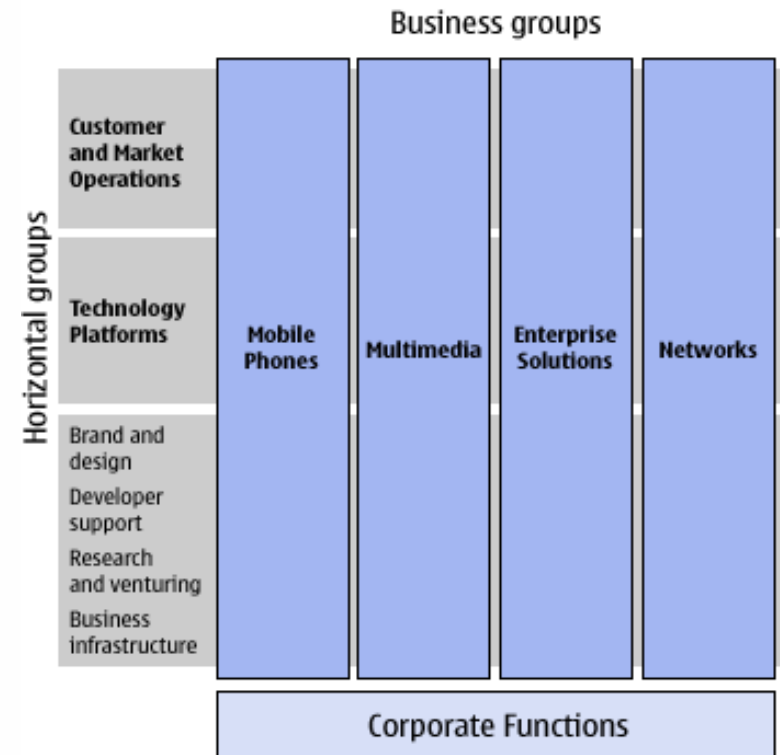 Business groups
Horizontal groups
Customer
and Market
Operations
Technology
Platforms
Brand and
design
Developer
support
Research
and venturing
Business
infrastructure
Mobile
Phones
Multimedia
Enterprise
Solutions
Networks
Corporate Functions